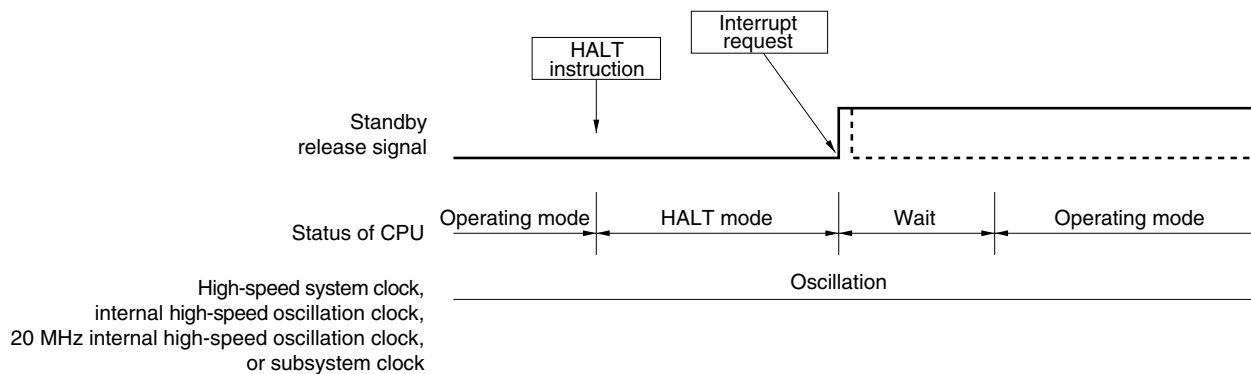 HALT
instruction
Interrupt
request
Standby
release signal
Status of CPU
Operating mode
HALT mode
Wait
Operating mode
High-speed system clock,
internal high-speed oscillation clock,
20 MHz internal high-speed oscillation clock,
or subsystem clock
Oscillation